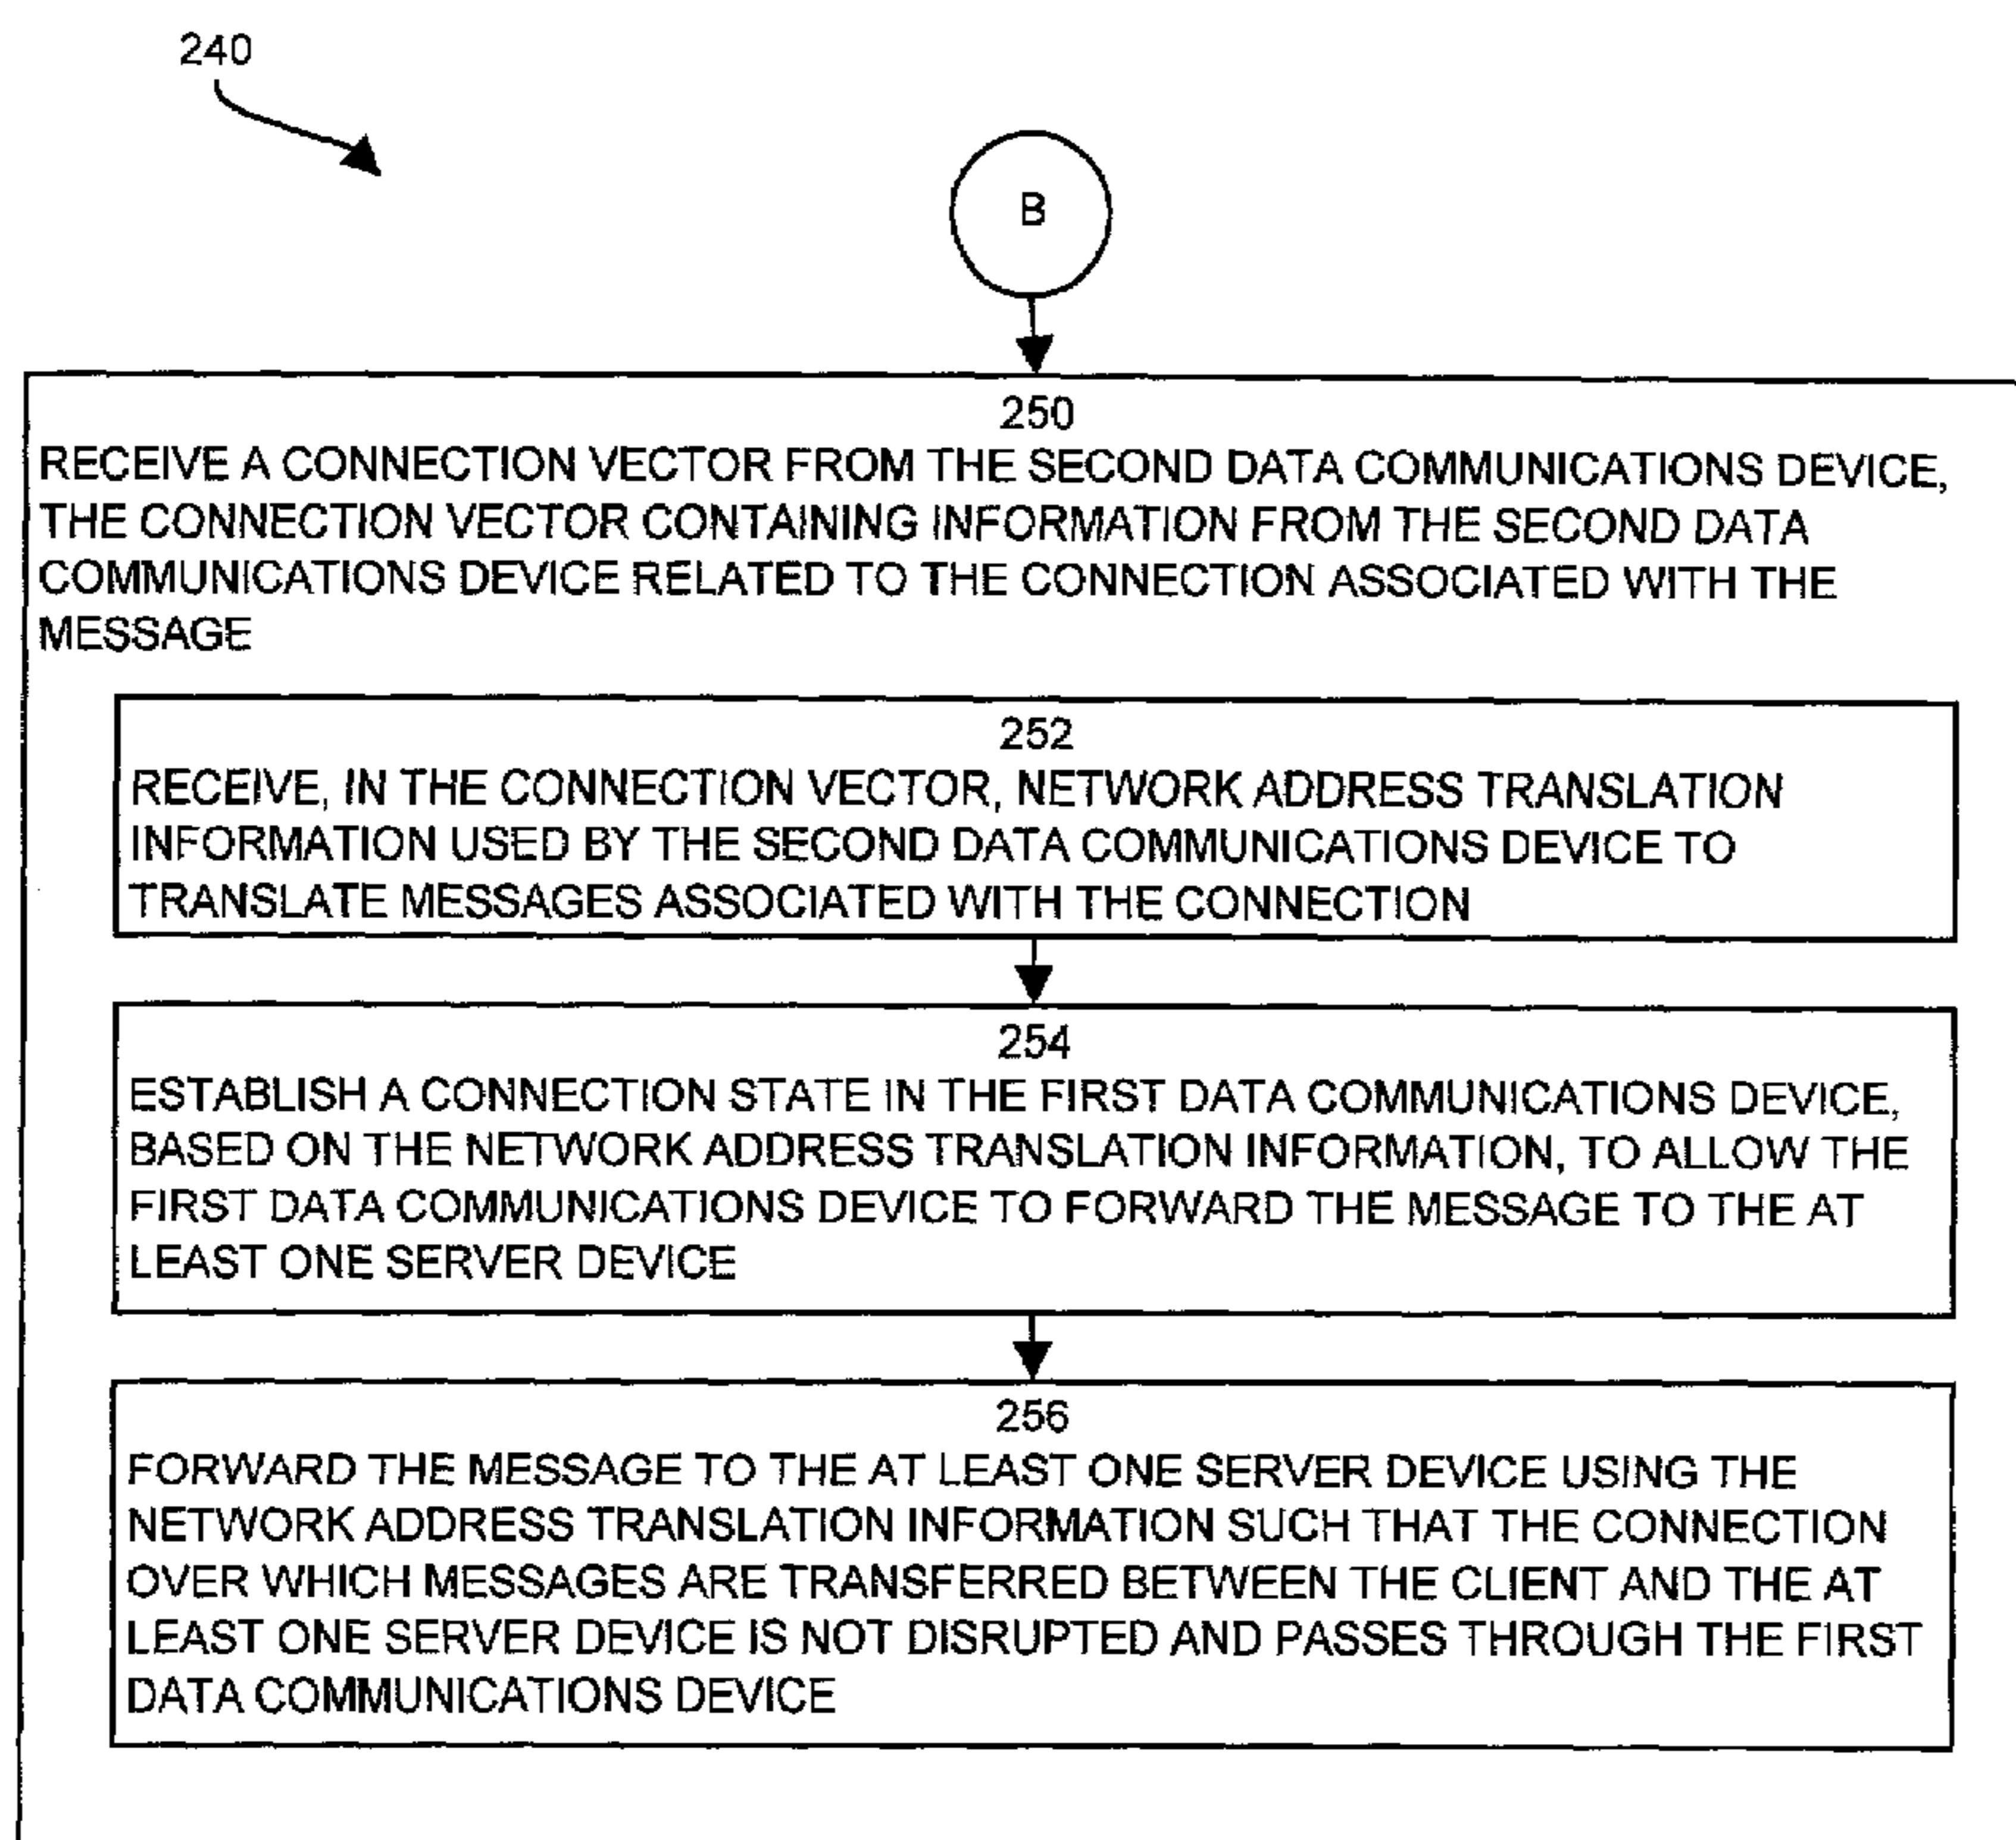 240
B
250
RECEIVE A CONNECTION VECTOR FROM THE SECOND DATA COMMUNICATIONS DEVICE,
THE CONNECTION VECTOR CONTAINING INFORMATION FROM THE SECOND DATA
COMMUNICATIONS DEVICE RELATED TO THE CONNECTION ASSOCIATED WITH THE
MESSAGE
252
RECEIVE, IN THE CONNECTION VECTOR, NETWORK ADDRESS TRANSLATION
INFORMATION USED BY THE SECOND DATA COMMUNICATIONS DEVICE TO
TRANSLATE MESSAGES ASSOCIATED WITH THE CONNECTION
254
ESTABLISH A CONNECTION STATE IN THE FIRST DATA COMMUNICATIONS DEVICE,
BASED ON THE NETWORK ADDRESS TRANSLATION INFORMATION, TO ALLOW THE
FIRST DATA COMMUNICATIONS DEVICE TO FORWARD THE MESSAGE TO THE AT
LEAST ONE SERVER DEVICE
256
FORWARD THE MESSAGE TO THE AT LEAST ONE SERVER DEVICE USING THE
NETWORK ADDRESS TRANSLATION INFORMATION SUCH THAT THE CONNECTION
OVER WHICH MESSAGES ARE TRANSFERRED BETWEEN THE CLIENT AND THE AT
LEAST ONE SERVER DEVICE IS NOT DISRUPTED AND PASSES THROUGH THE FIRST
DATA COMMUNICATIONS DEVICE